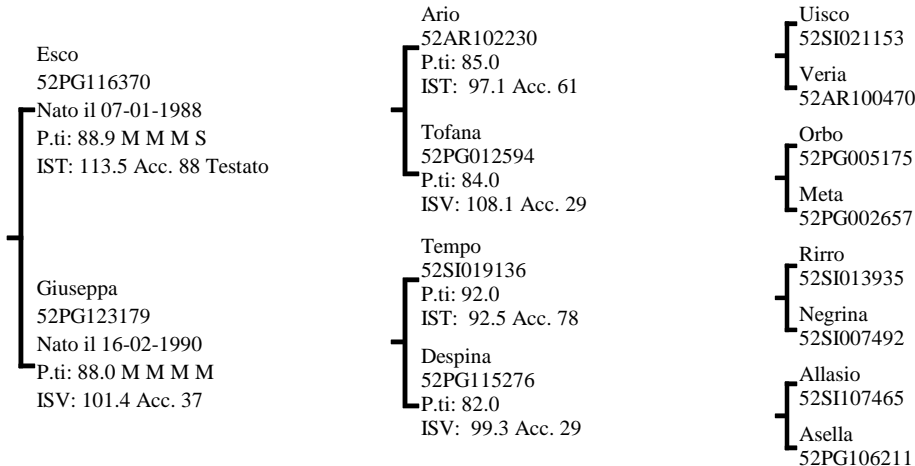 Esco
52PG116370
Nato il 07-01-1988
P.ti: 88.9 M M M S
IST: 113.5 Acc. 88 Testato
Giuseppa
52PG123179
Nato il 16-02-1990
P.ti: 88.0 M M M M
ISV: 101.4 Acc. 37
Ario
52AR102230
P.ti: 85.0
IST: 97.1 Acc. 61
Tofana
52PG012594
P.ti: 84.0
ISV: 108.1 Acc. 29
Tempo
52SI019136
P.ti: 92.0
IST: 92.5 Acc. 78
Despina
52PG115276
P.ti: 82.0
ISV: 99.3 Acc. 29
Uisco
52SI021153
Veria
52AR100470
Orbo
52PG005175
Meta
52PG002657
Rirro
52SI013935
Negrina
52SI007492
Allasio
52SI107465
Asella
52PG106211